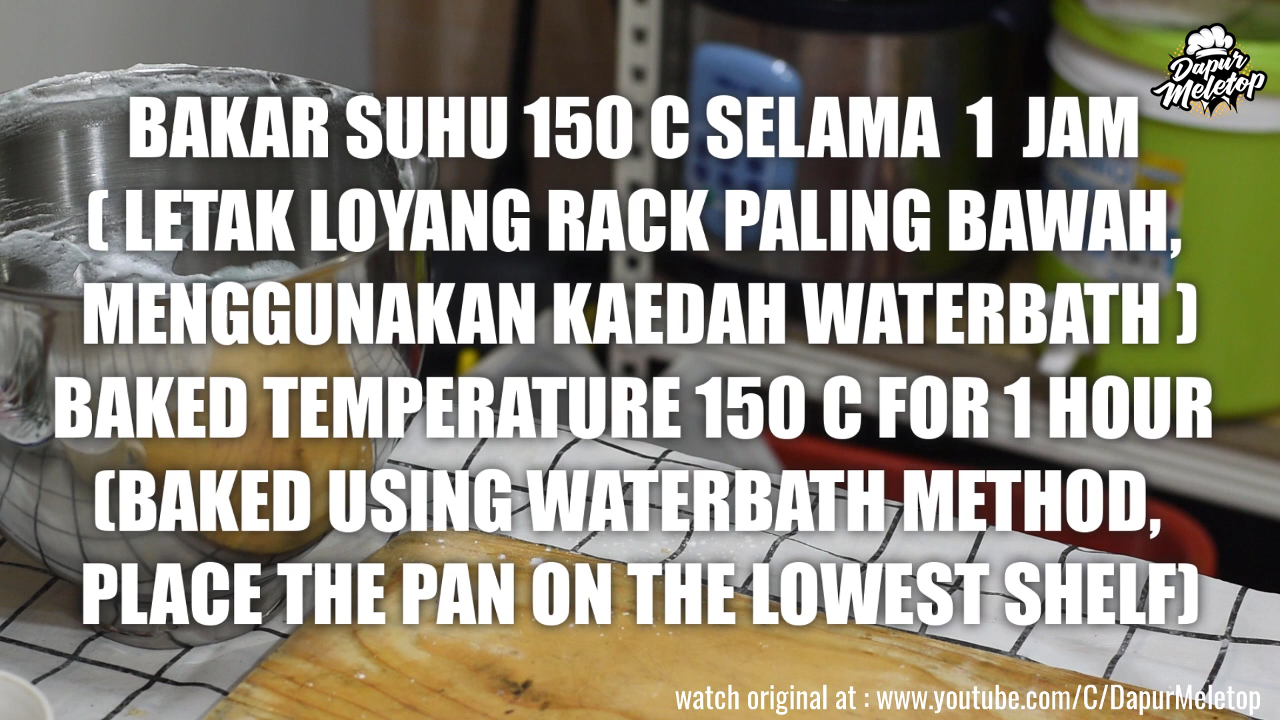 Dapur
Meletop
BAKAR SUHU 150 C SELAMA 1 JAM
( LETAK LOYANG RACK PALING BAWAH,
MENGGUNAKAN KAEDAH WATERBATH )
BAKED TEMPERATURE 150 C FOR 1 HOUR
(BAKED USING WATERBATH METHOD,
PLACE THE PAN ON THE LOWEST SHELF)
watch original at : www.youtube.com/C/DapurMeletop